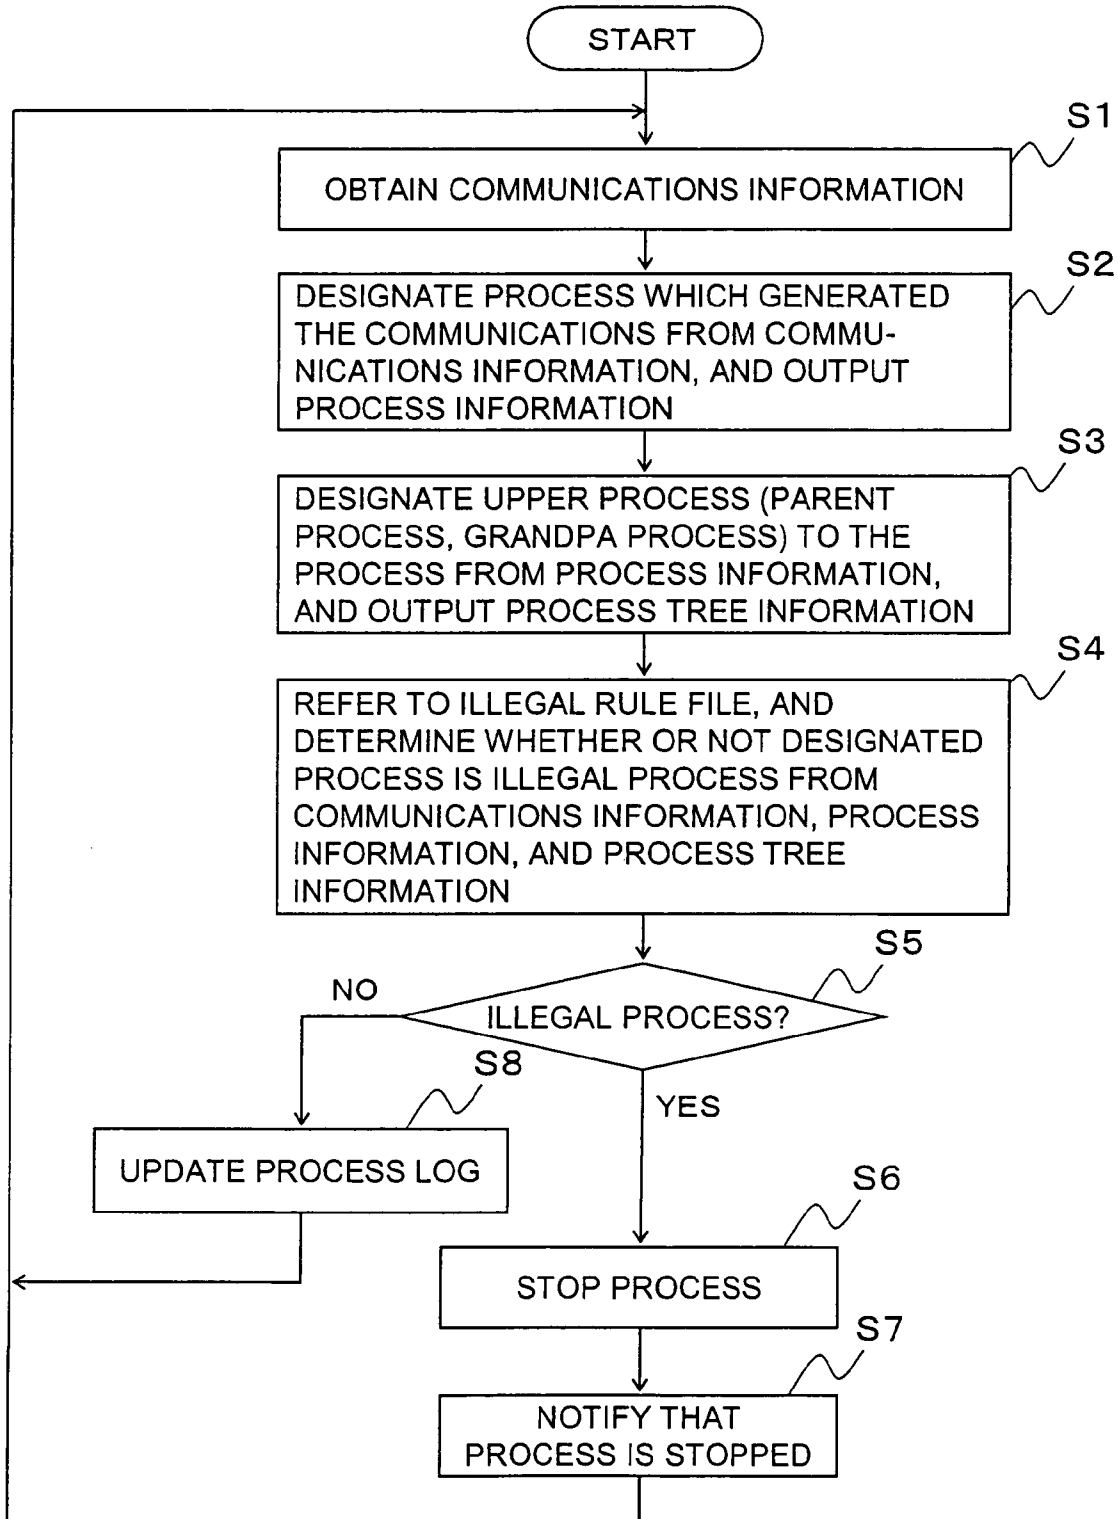 START
S1
OBTAIN COMMUNICATIONS INFORMATION
S2
DESIGNATE PROCESS WHICH GENERATED
THE COMMUNICATIONS FROM COMMU-
NICATIONS INFORMATION, AND OUTPUT
PROCESS INFORMATION
S3
DESIGNATE UPPER PROCESS (PARENT
PROCESS, GRANDPA PROCESS) TO THE
PROCESS FROM PROCESS INFORMATION,
AND OUTPUT PROCESS TREE INFORMATION
S4
REFER TO ILLEGAL RULE FILE, AND
DETERMINE WHETHER OR NOT DESIGNATED
PROCESS IS ILLEGAL PROCESS FROM
COMMUNICATIONS INFORMATION, PROCESS
INFORMATION, AND PROCESS TREE
INFORMATION
S5
NO
ILLEGAL PROCESS?
S8
YES
UPDATE PROCESS LOG
S6
STOP PROCESS
S7
NOTIFY THAT
PROCESS IS STOPPED